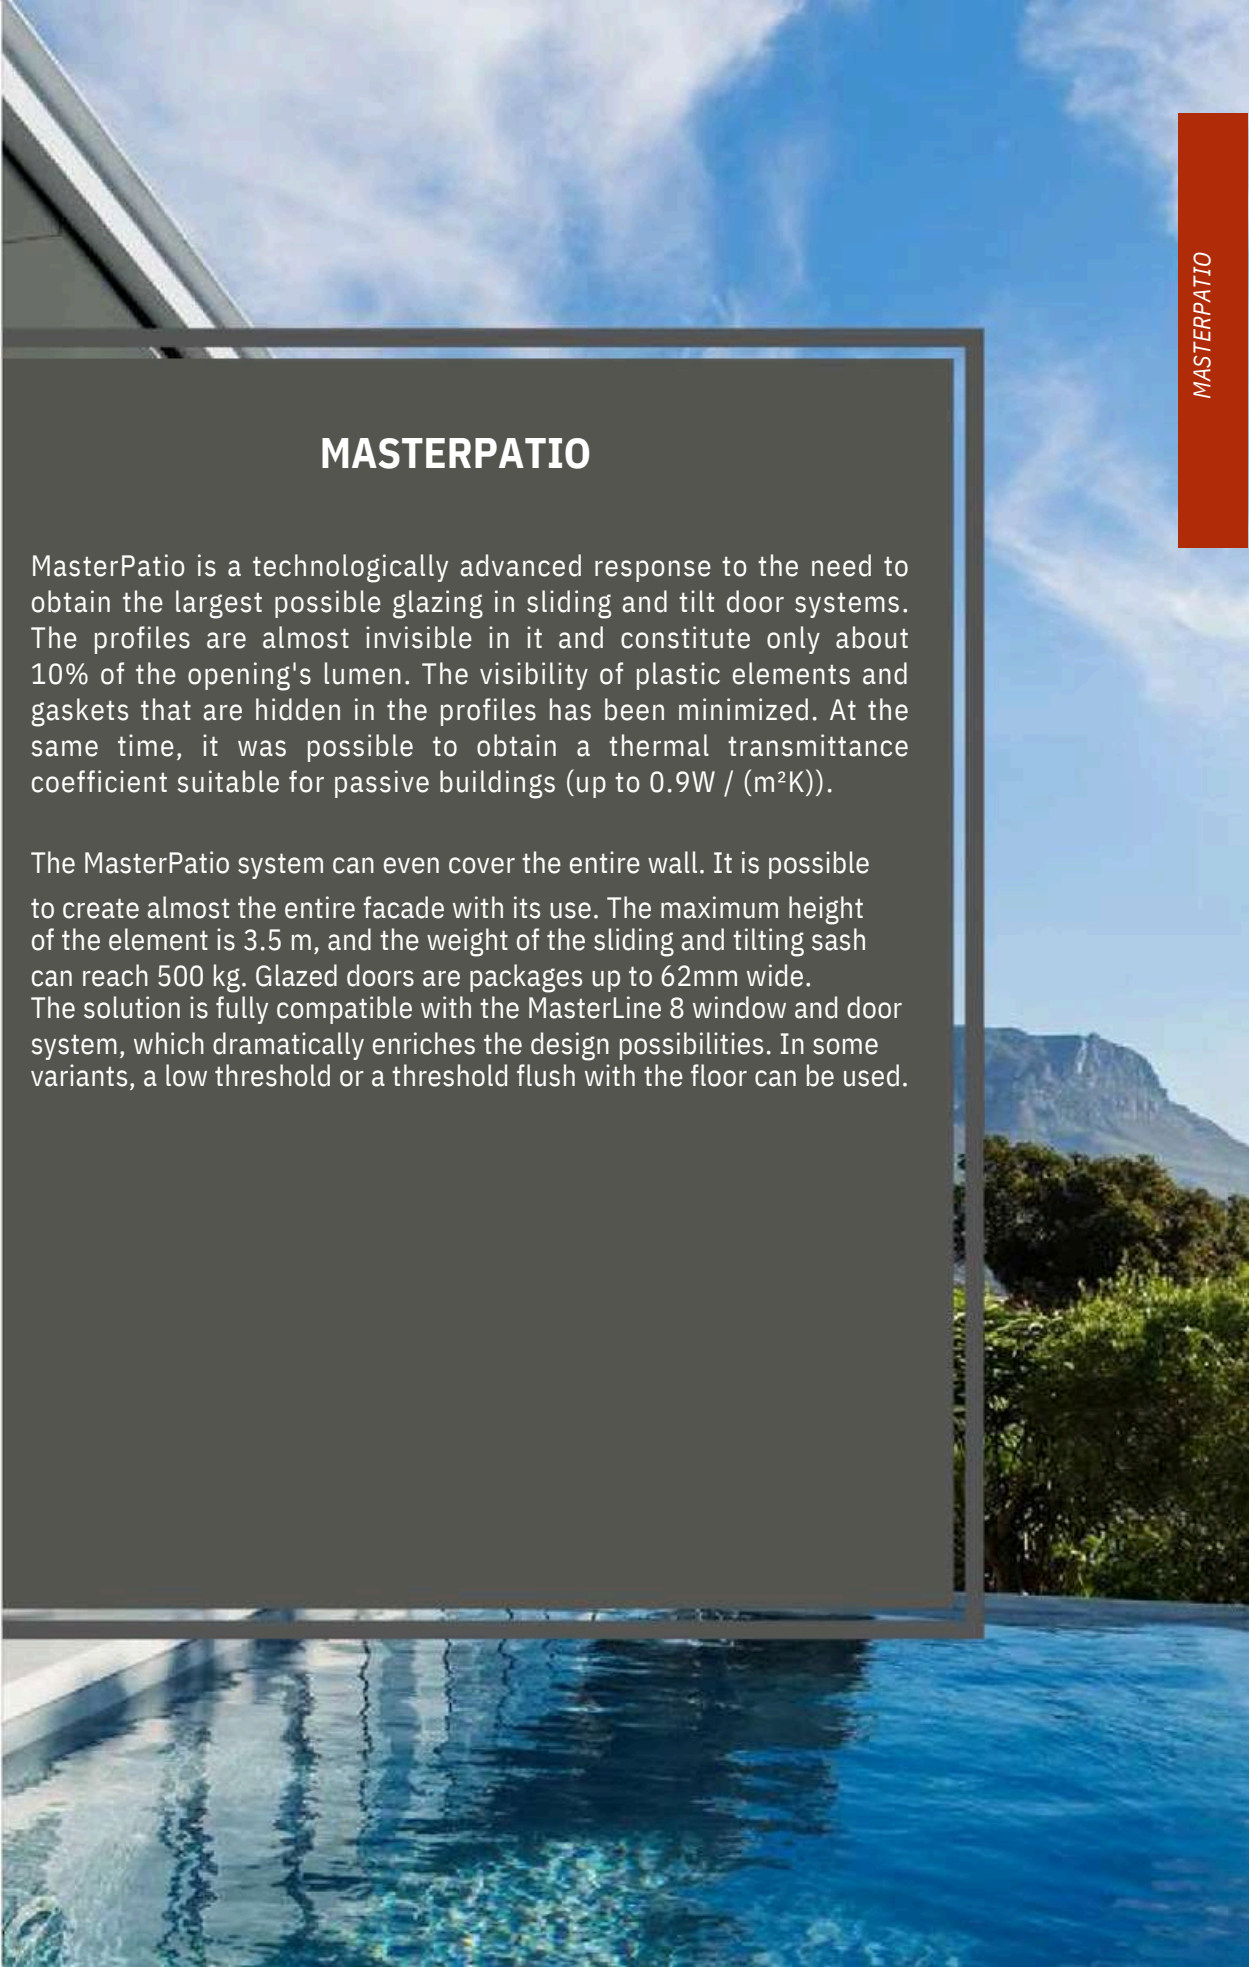 MASTERPATIO
MASTERPATIO
MasterPatio is a technologically advanced response to the need to
obtain the largest possible glazing in sliding and tilt door systems.
The profiles are almost invisible in it and constitute only about
10% of the opening's lumen. The visibility of plastic elements and
gaskets that are hidden in the profiles has been minimized. At the
same time, it was possible to obtain a thermal transmittance
coefficient suitable for passive buildings (up to 0.9W / (m²K)).
The MasterPatio system can even cover the entire wall. It is possible
to create almost the entire facade with its use. The maximum height
of the element is 3.5 m, and the weight of the sliding and tilting sash
can reach 500 kg. Glazed doors are packages up to 62mm wide.
The solution is fully compatible with the MasterLine 8 window and door
system, which dramatically enriches the design possibilities. In some
variants, a low threshold or a threshold flush with the floor can be used.